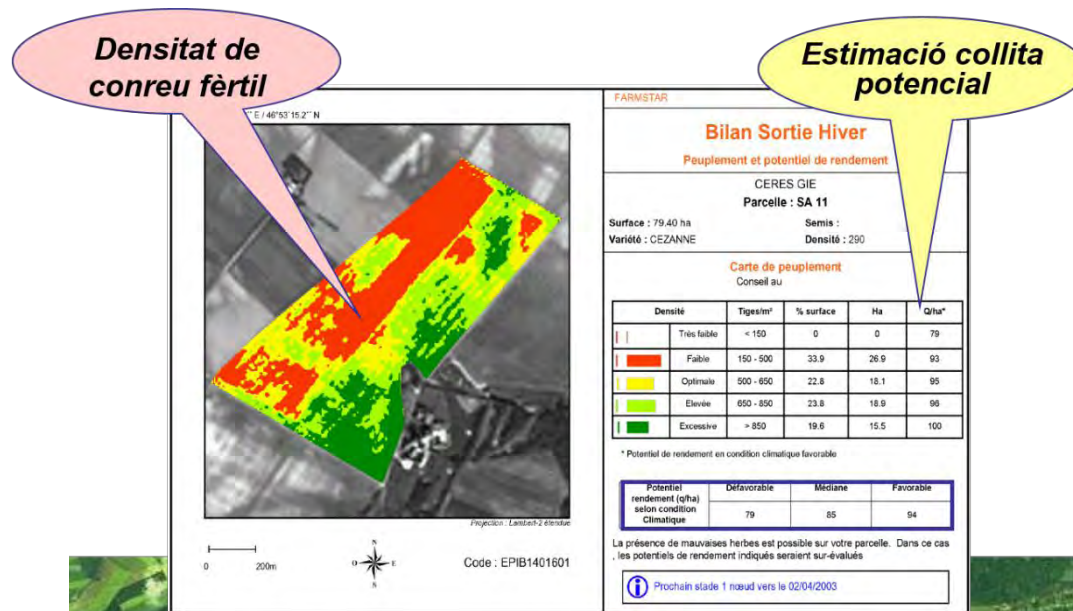 Densitat de
conreu fèrtil
Estimació collita
potencial
E / 46°53'15.2'' N
FARMSTAR
Bilan Sortie Hiver
Peuplement et potentiel de rendement
CERES GIE
Parcelle : SA 11
Surface : 79.40 ha Semis :
Variété : CEZANNE Densité : 290
Carte de peuplement
Conseil au
Densité Tiges/m² % surface Ha Q/ha*
Très faible < 150 0 0 79
Faible 150 - 500 33.9 26.9 93
Optimale 500 - 650 22.8 18.1 95
Elevée 650 - 850 23.8 18.9 96
Excessive > 850 19.6 15.5 100
* Potentiel de rendement en condition climatique favorable
Potentiel
rendement (q/ha)
selon condition
Climatique
Défavorable Médiane Favorable
79 85 94
La présence de mauvaises herbes est possible sur votre parcelle. Dans ce cas
, les potentiels de rendement indiqués seraient sur-évalués
Prochain stade 1 nœud vers le 02/04/2003
Projection : Lambert-2 étendue
0 200m
N
O E
S
Code : EPIB1401601